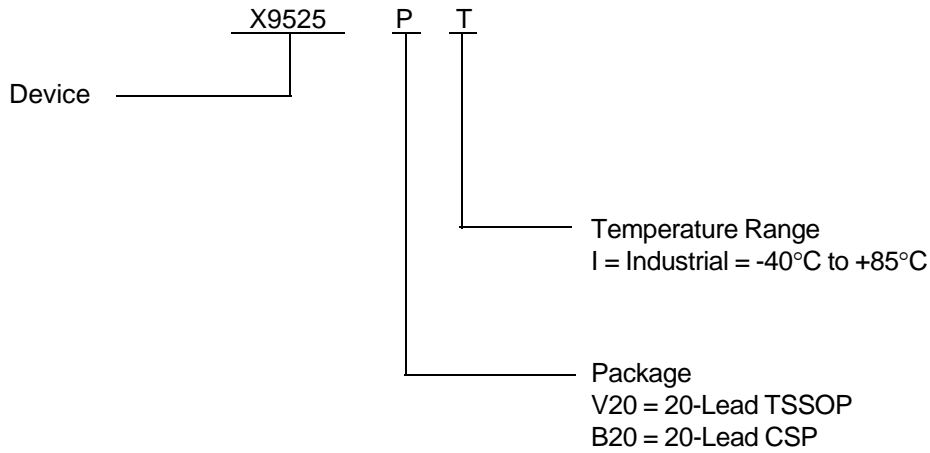 X9525 P T
Device
Temperature Range
I = Industrial = -40°C to +85°C
Package
V20 = 20-Lead TSSOP
B20 = 20-Lead CSP